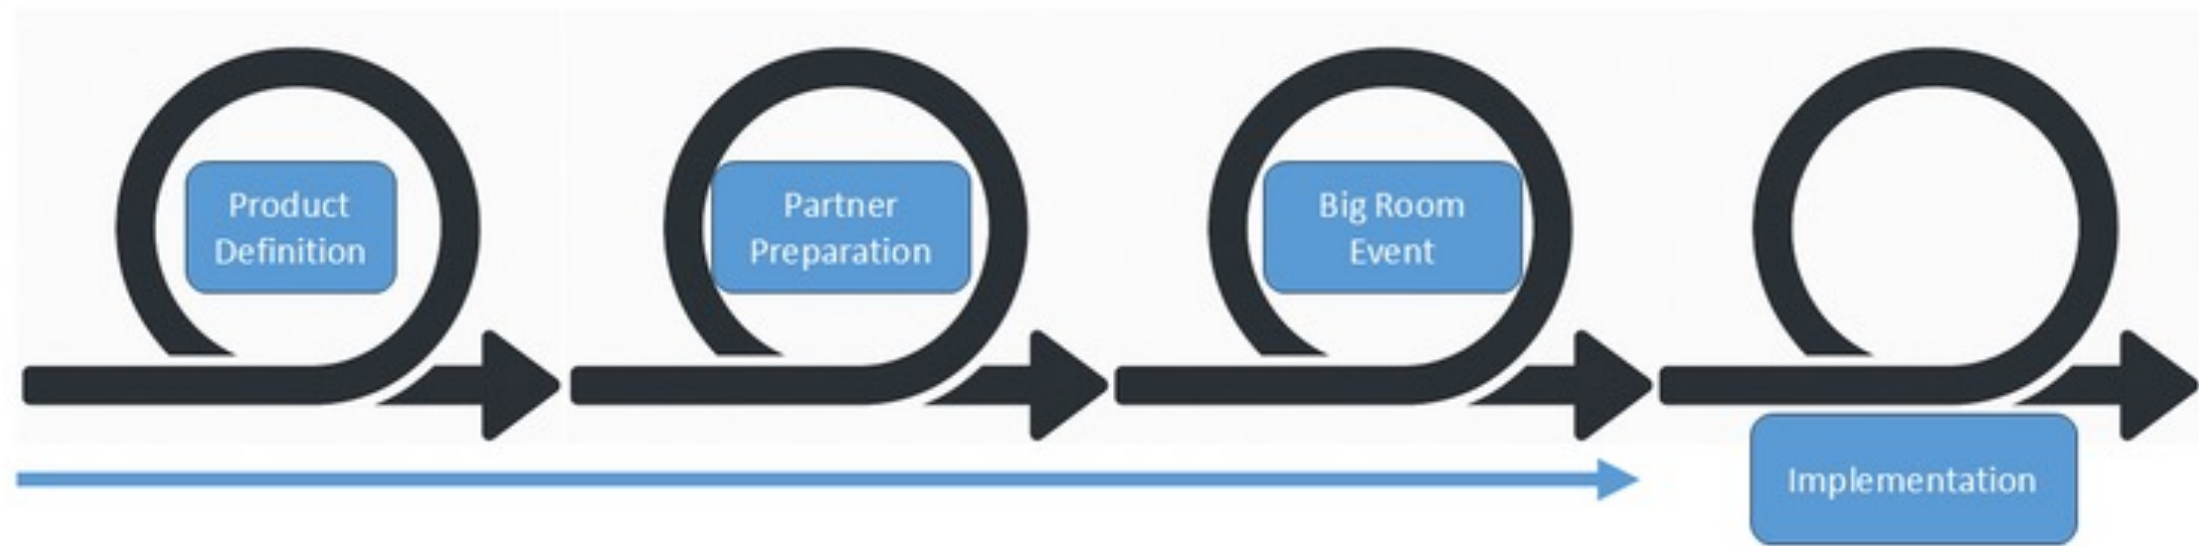 Product
Definition
Partner
Preparation
Big Room
Event
Implementation